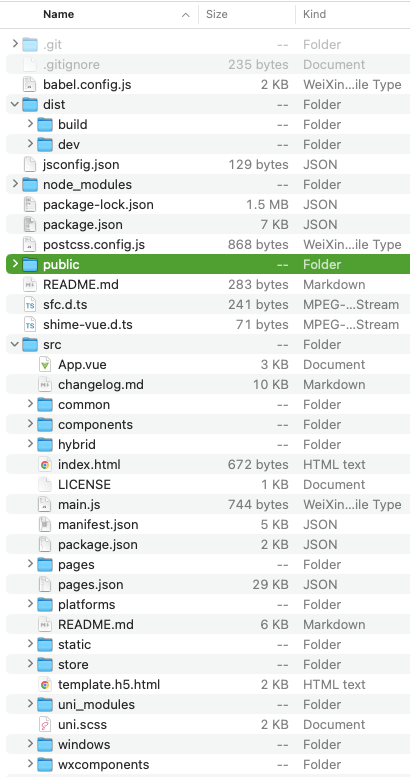 Name Size Kind
.git -- Folder
.gitignore 235 bytes Document
babel.config.js 2 KB WeiXin...ile Type
dist -- Folder
build -- Folder
dev -- Folder
jsconfig.json 129 bytes JSON
node_modules -- Folder
package-lock.json 1.5 MB JSON
package.json 7 KB JSON
postcss.config.js 868 bytes WeiXin...ile Type
public -- Folder
README.md 283 bytes Markdown
sfc.d.ts 241 bytes MPEG-...Stream
shime-vue.d.ts 71 bytes MPEG-...Stream
src -- Folder
App.vue 3 KB Document
changelog.md 10 KB Markdown
common -- Folder
components -- Folder
hybrid -- Folder
index.html 672 bytes HTML text
LICENSE 1 KB Document
main.js 744 bytes WeiXin...ile Type
manifest.json 5 KB JSON
package.json 2 KB JSON
pages -- Folder
pages.json 29 KB JSON
platforms -- Folder
README.md 6 KB Markdown
static -- Folder
store -- Folder
template.h5.html 2 KB HTML text
uni_modules -- Folder
uni.scss 2 KB Document
windows -- Folder
wxcomponents -- Folder